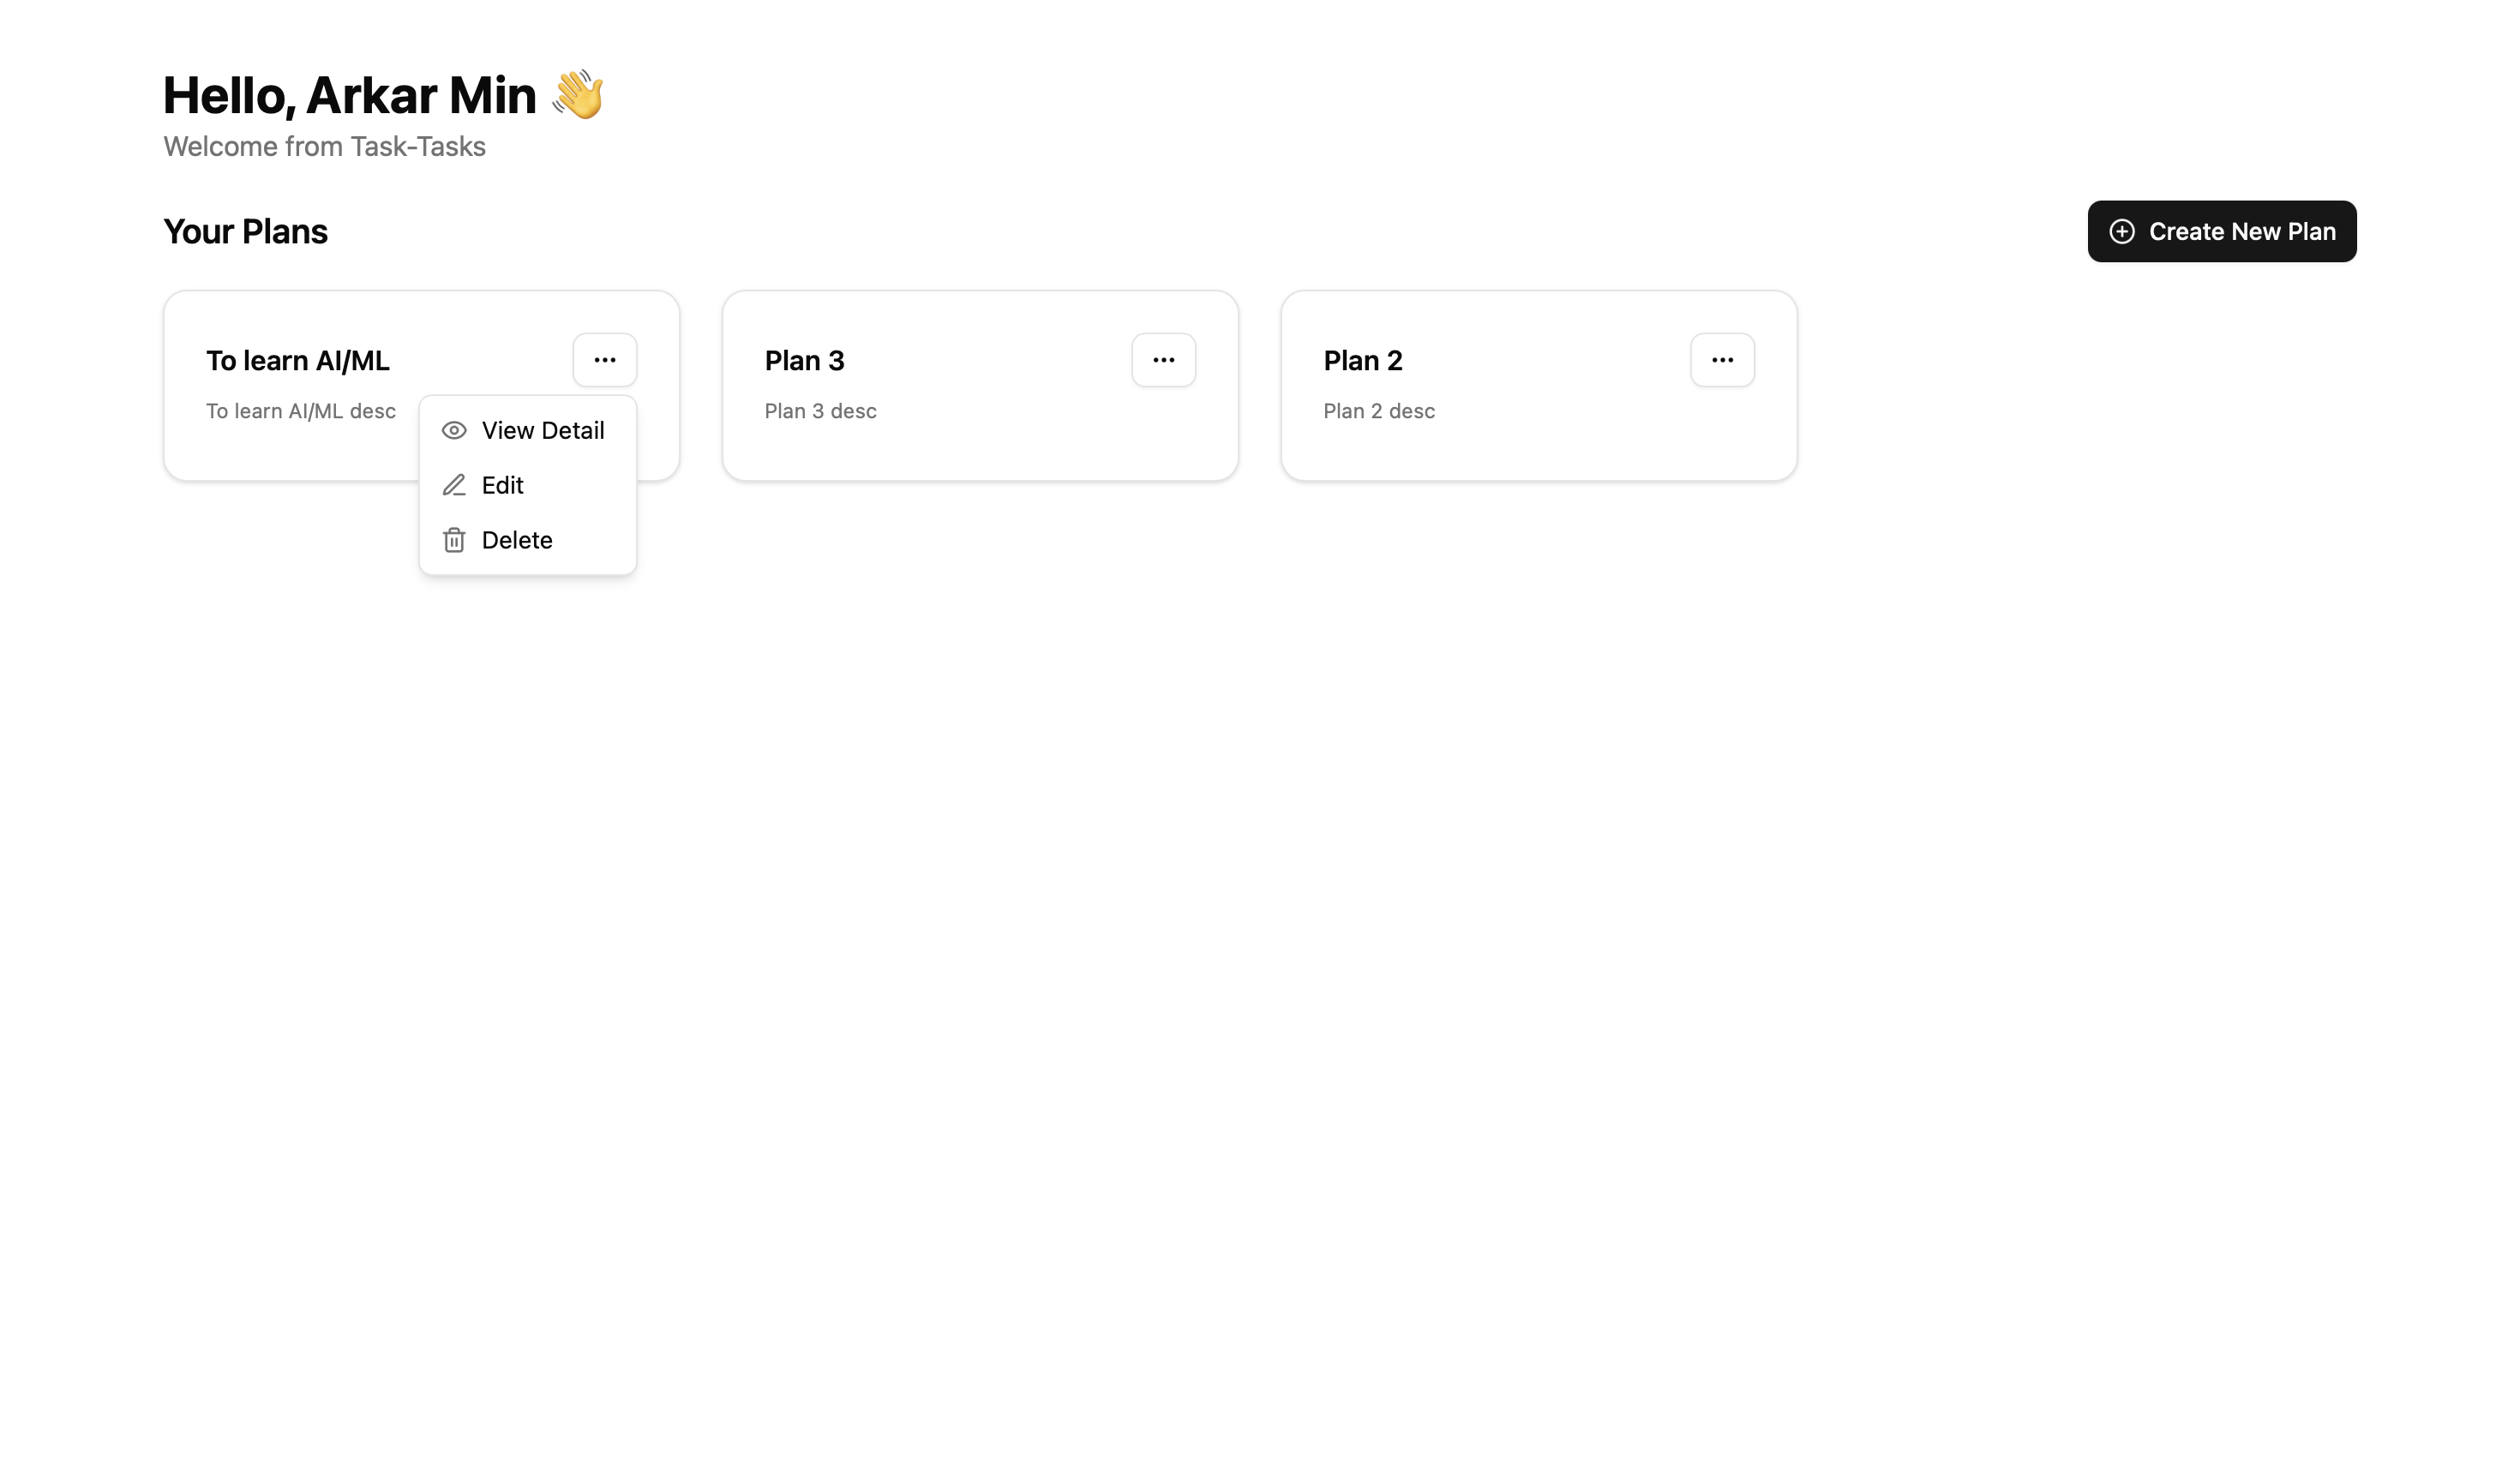 Hello, Arkar Min 👋
Welcome from Task-Tasks
Your Plans
Create New Plan
To learn AI/ML
To learn AI/ML desc
View Detail
Edit
Delete
Plan 3
Plan 3 desc
Plan 2
Plan 2 desc